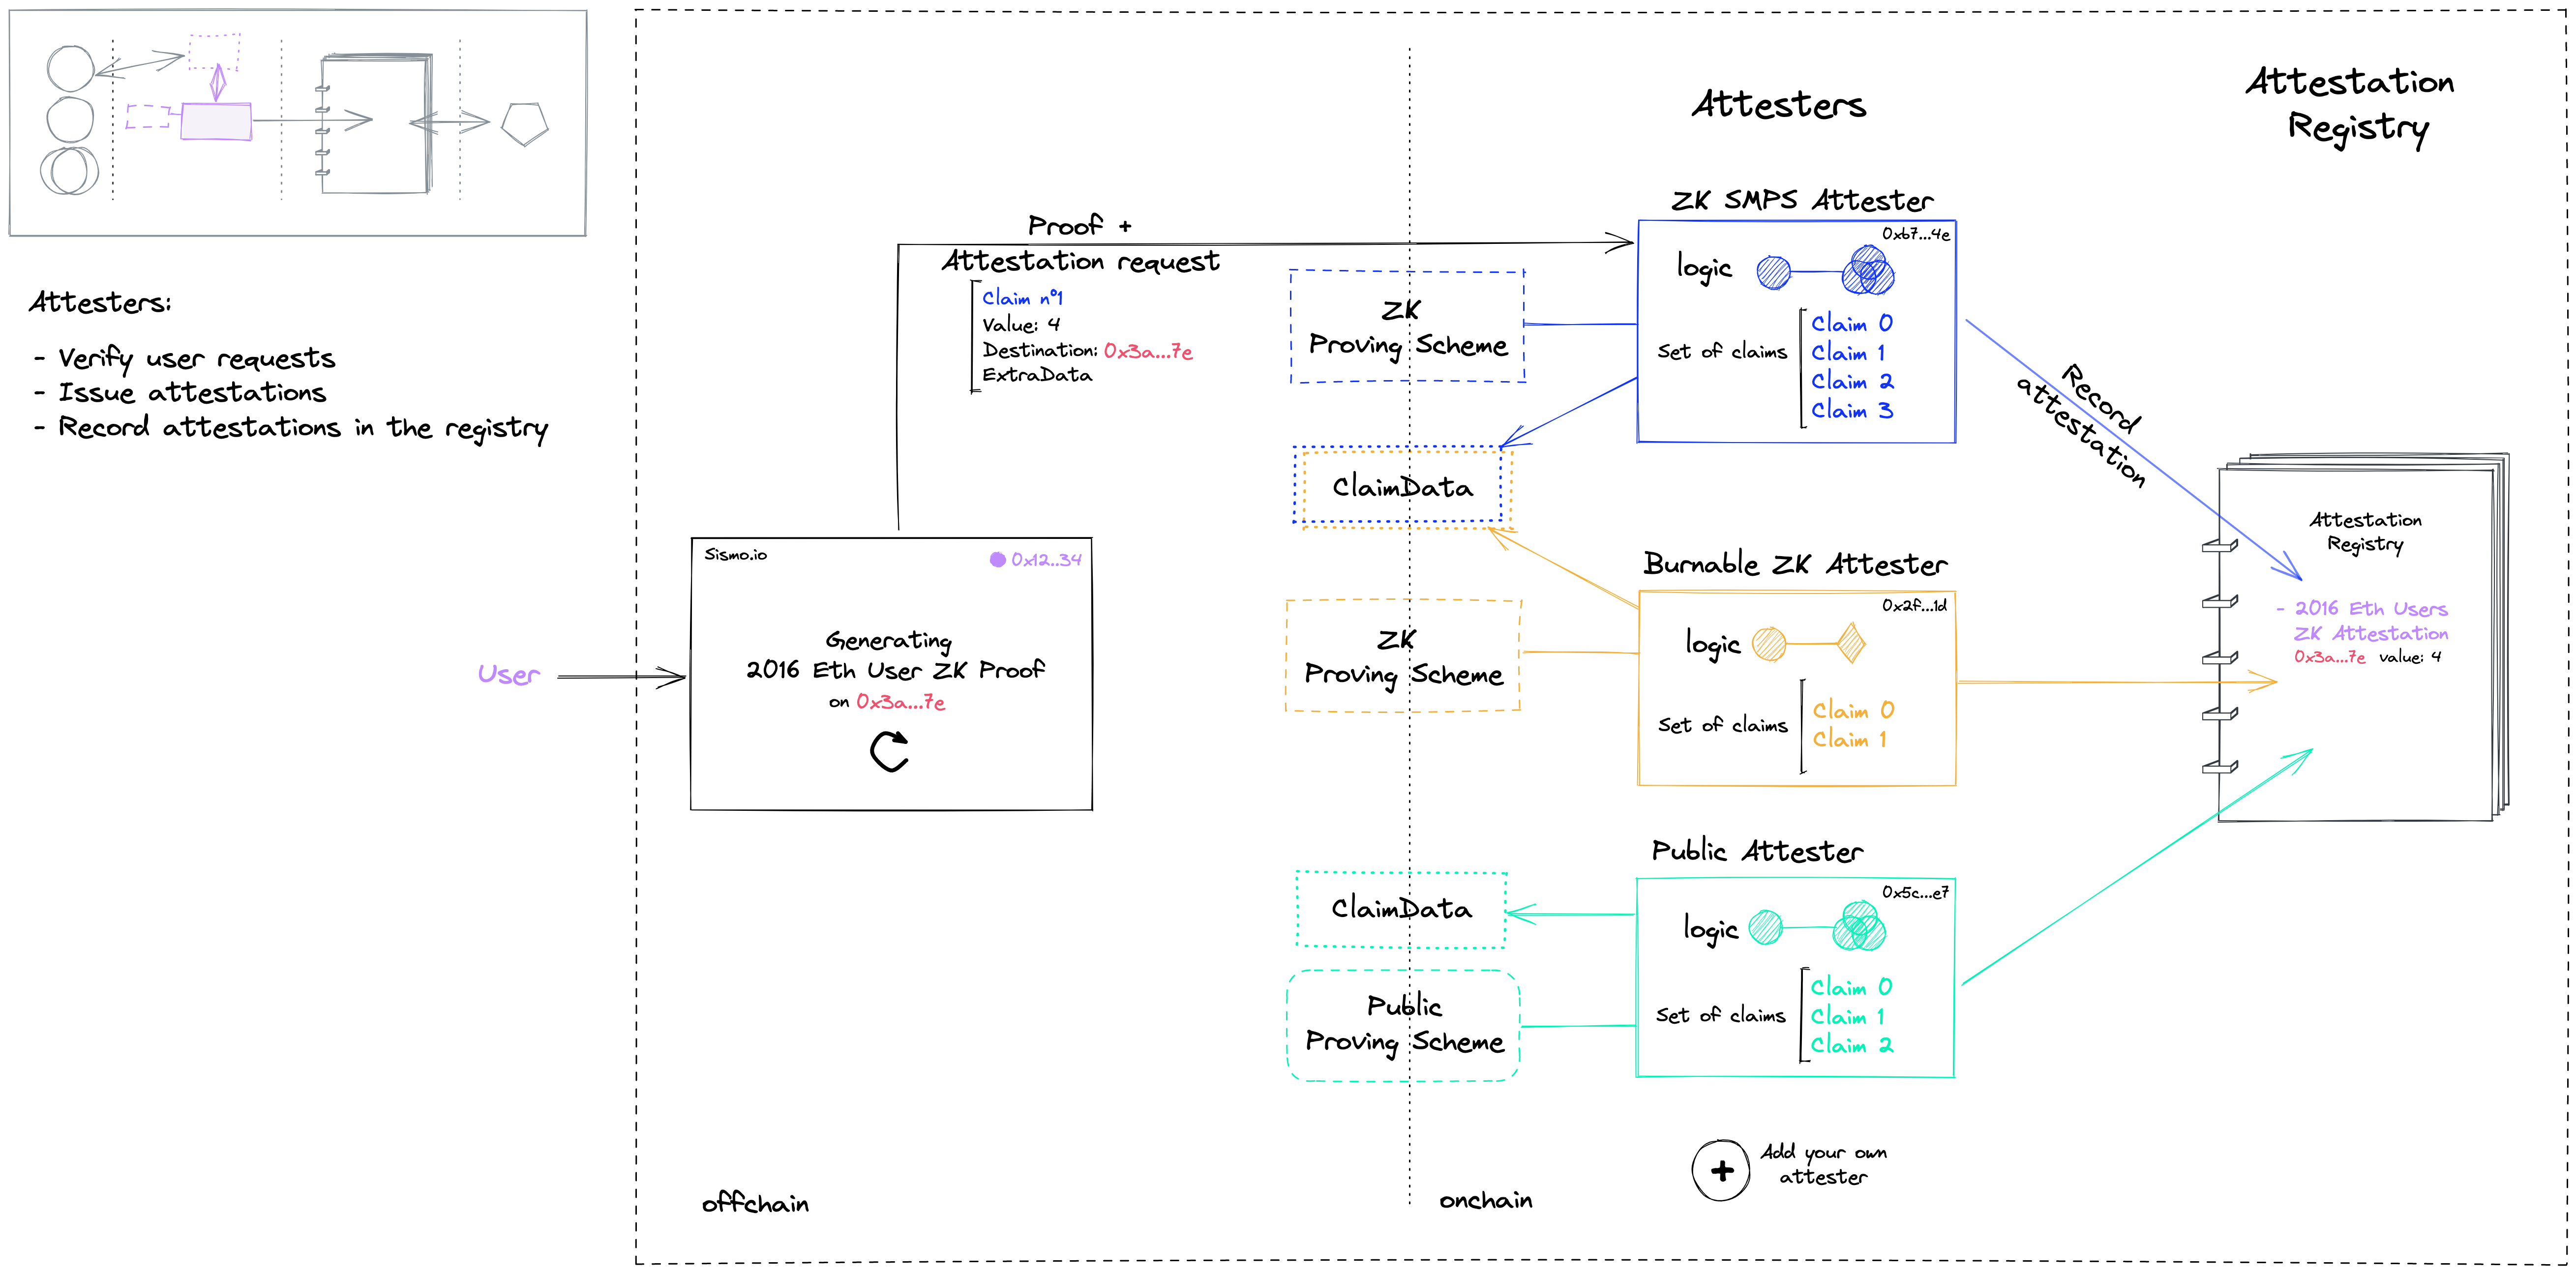 Attesters:
- Verify user requests
- Issue attestations
- Record attestations in the registry
User
Sismo.io
0x12..34
Generating
2016 Eth User ZK Proof
on 0x3a...7e
Proof +
Attestation request
Claim n°1
Value: 4
Destination: 0x3a...7e
ExtraData
offchain
onchain
ZK
Proving Scheme
ClaimData
ZK
Proving Scheme
ClaimData
Public
Proving Scheme
Attesters
ZK SMPS Attester
0xb7...4e
logic
Set of claims
Claim 0
Claim 1
Claim 2
Claim 3
Burnable ZK Attester
0x2f...1d
logic
Set of claims
Claim 0
Claim 1
Public Attester
0x5c...e7
logic
Set of claims
Claim 0
Claim 1
Claim 2
+
Add your own
attester
Record
attestation
Attestation
Registry
Attestation
Registry
- 2016 Eth Users
ZK Attestation
0x3a...7e value: 4